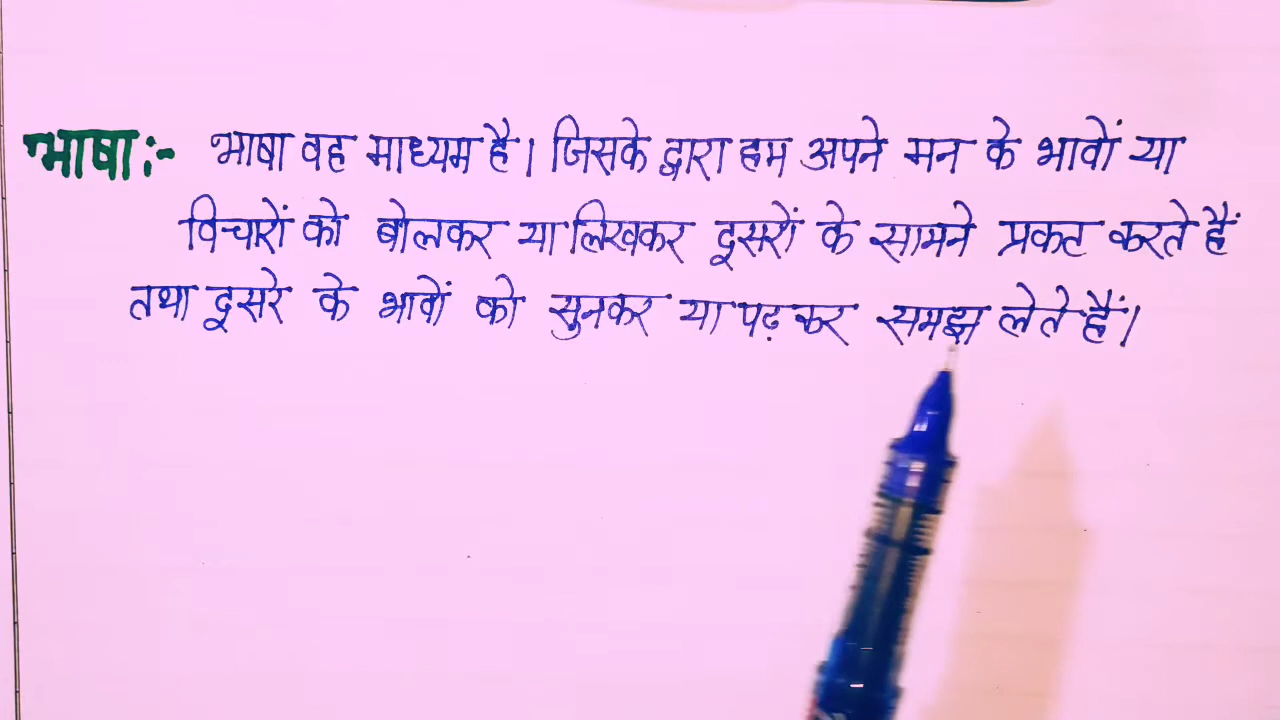 भाषा:- भाषा वह माध्यम है। जिसके द्वारा हम अपने मन के भावों या
विचारों को बोलकर या लिखकर दूसरों के सामने प्रकट करते हैं
तथा दूसरे के भावों को सुनकर या पढ़कर समझ लेते हैं।